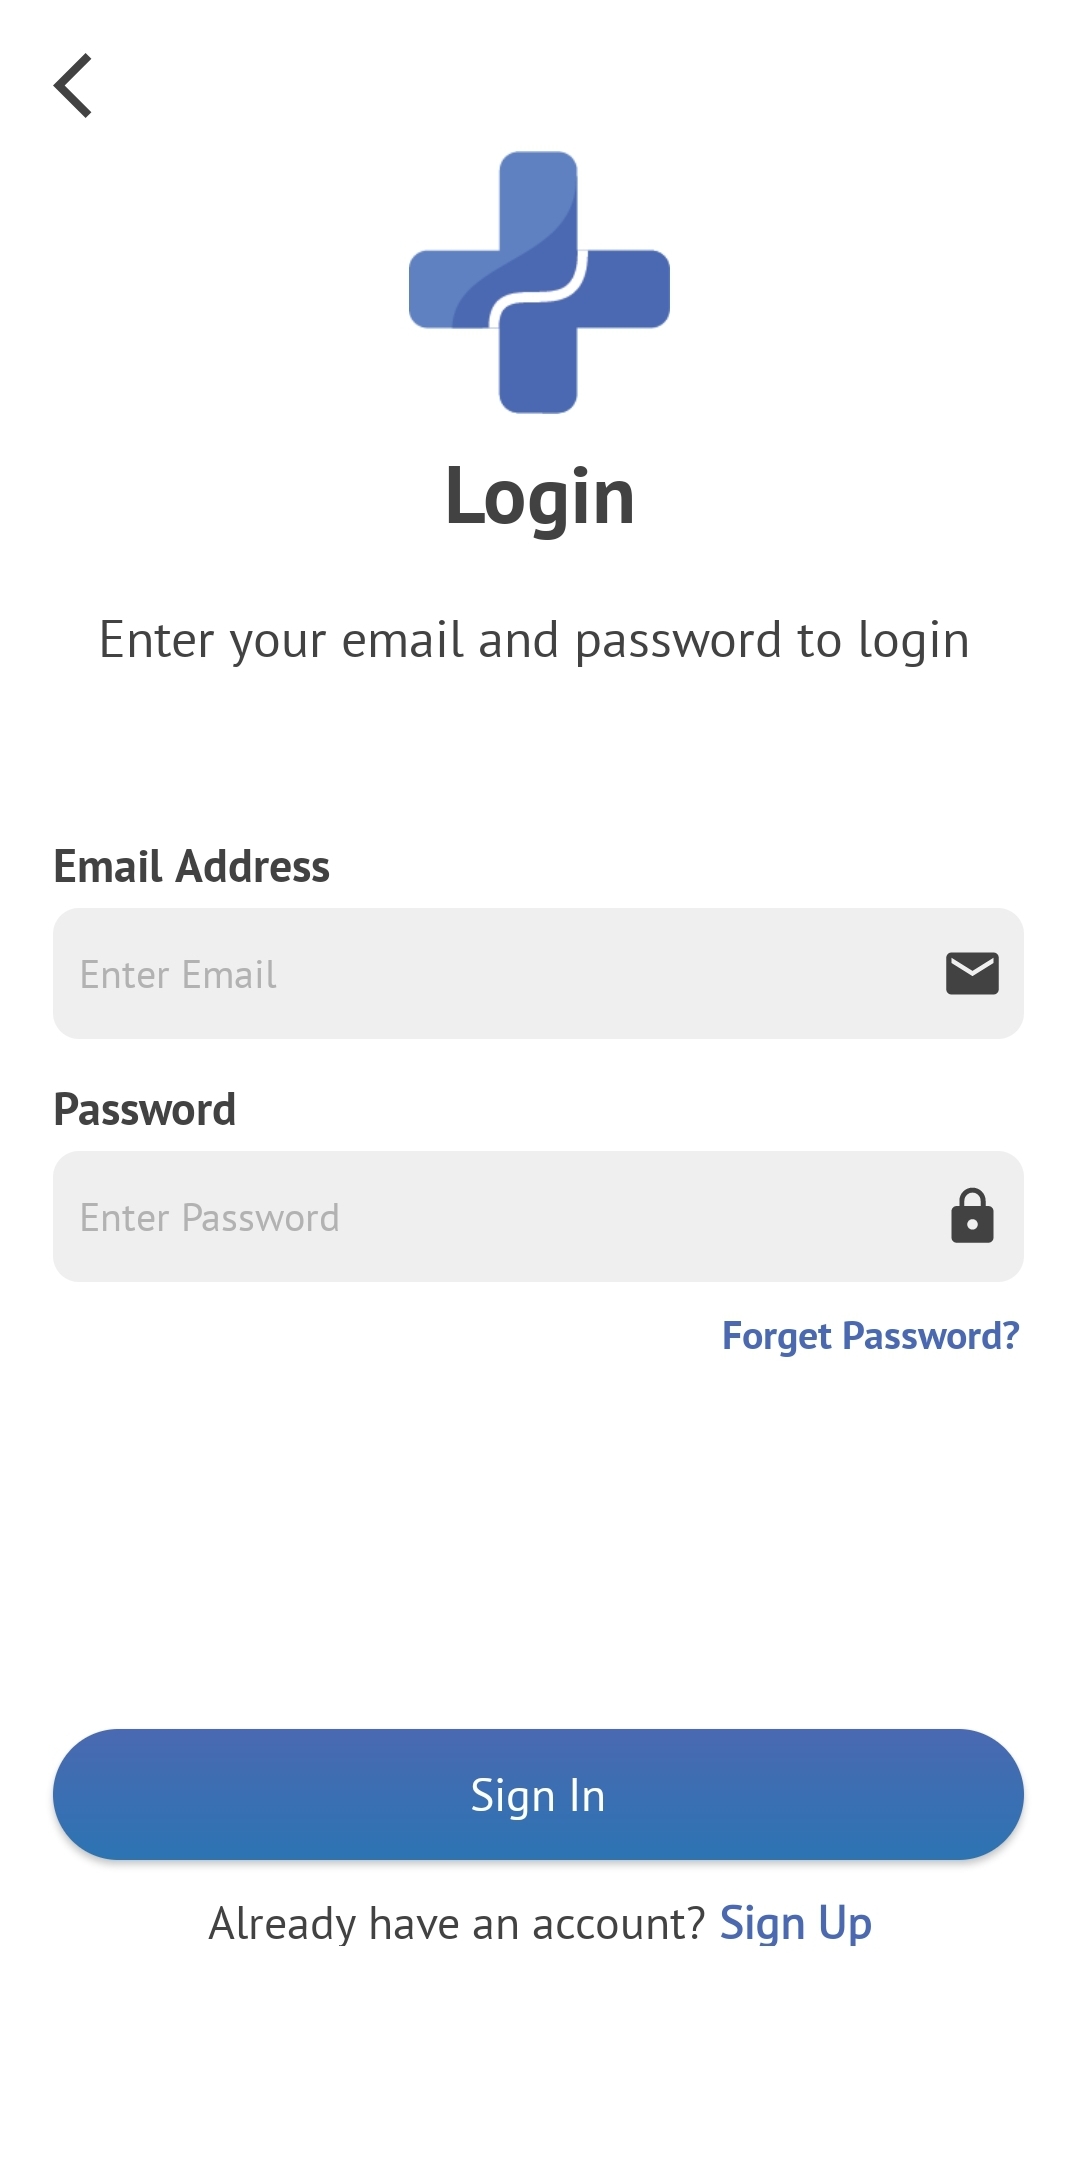 Login
Enter your email and password to login
Email Address
Enter Email
Password
Enter Password
Forget Password?
Sign In
Already have an account? Sign Up